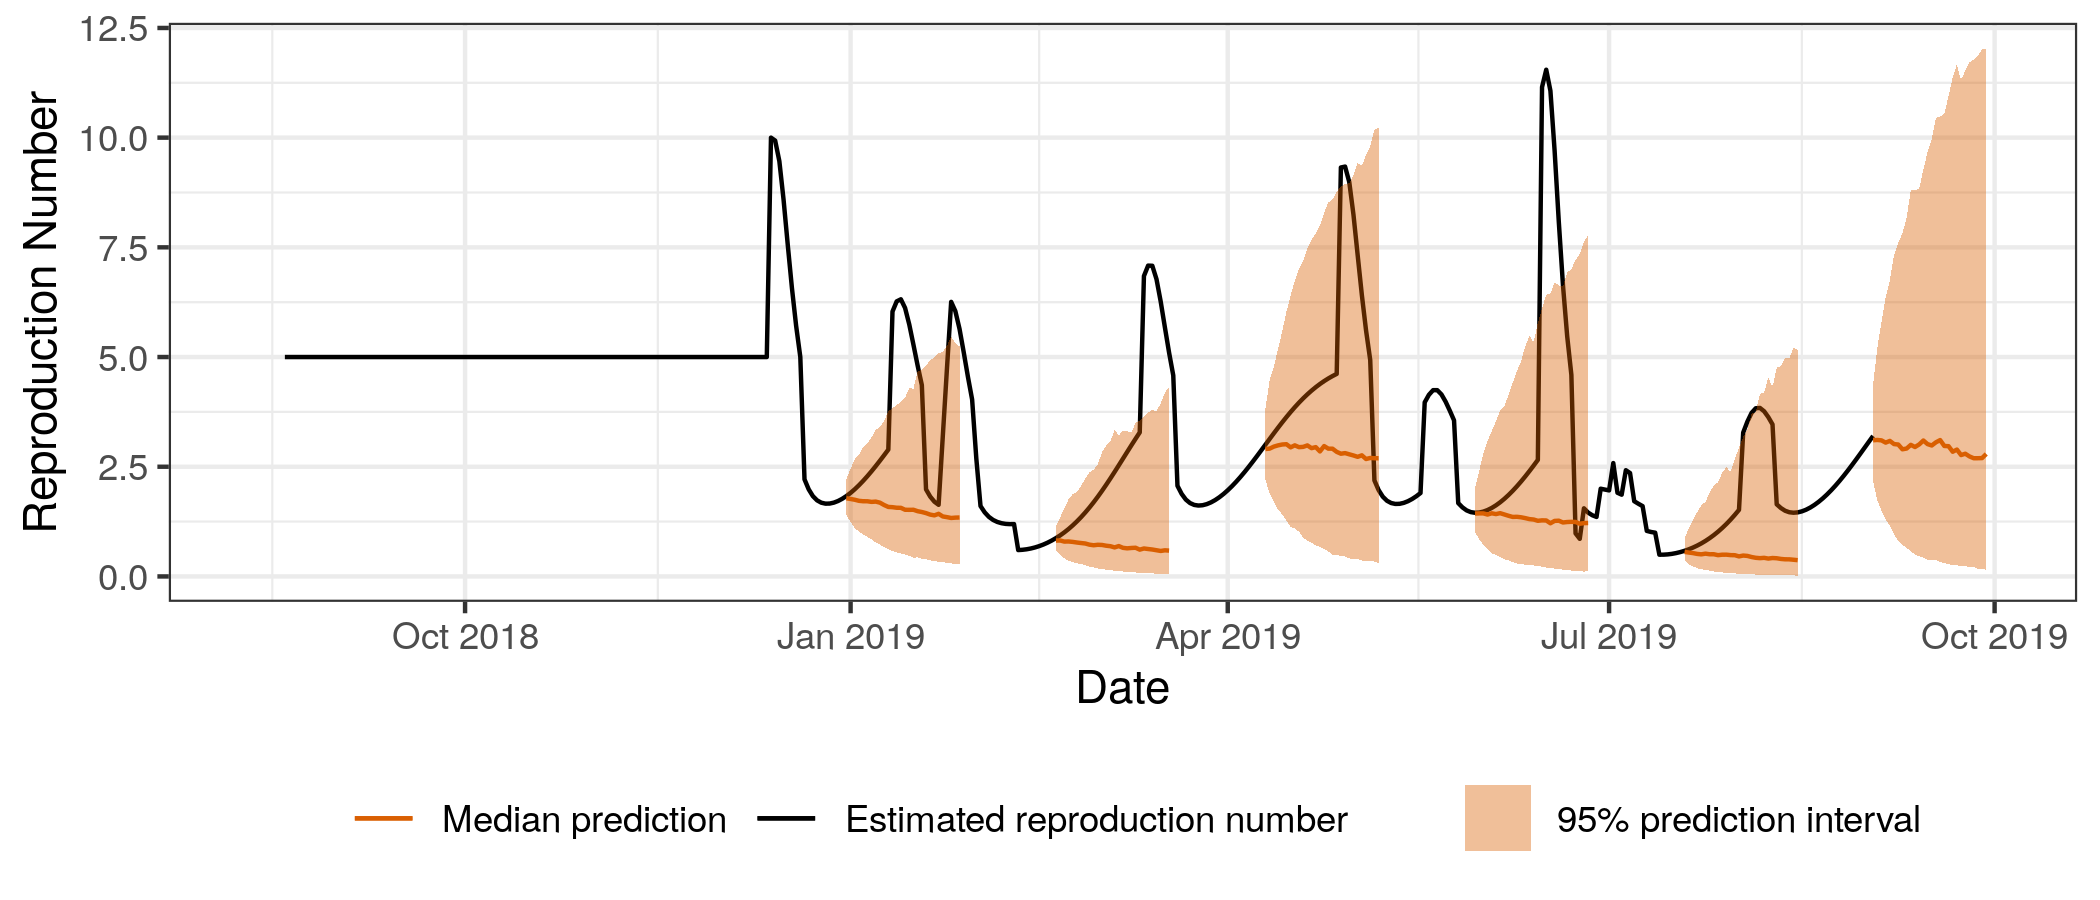 12.5
10.0
7.5
5.0
2.5
0.0
Reproduction Number
Oct 2018 Jan 2019 Apr 2019 Jul 2019 Oct 2019
Date
Median prediction Estimated reproduction number 95% prediction interval